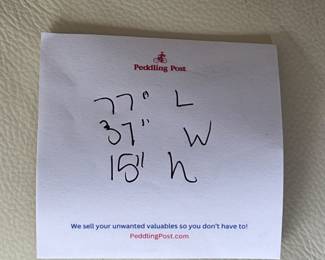 Peddling Post
77" L
37" W
15" h
We sell your unwanted valuables so you don't have to!
PeddlingPost.com